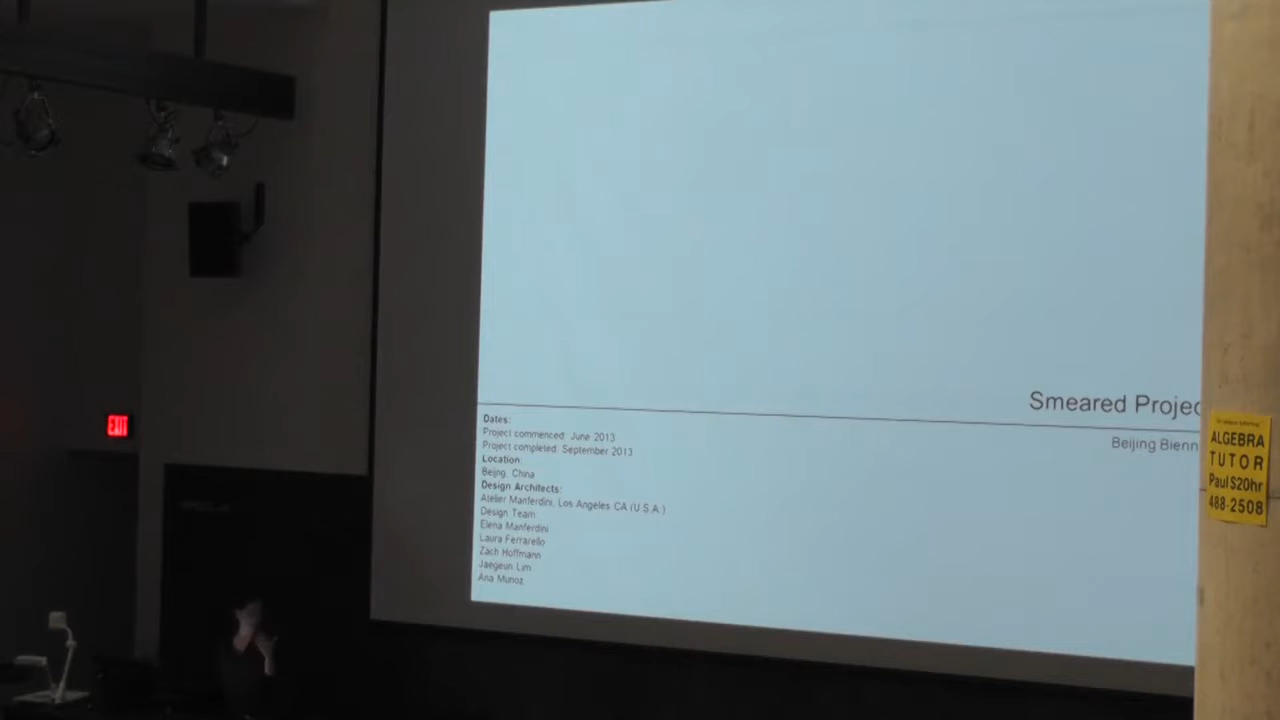 Smeared Projec
Beijing Bienn
Dates:
Project commenced: June 2013
Project completed: September 2013
Location:
Beijing, China
Design Architects:
Atelier Manferdini, Los Angeles CA (U.S.A.)
Design Team:
Elena Manferdini
Laura Ferrarello
Zach Hoffmann
Jaegeun Lim
Ana Munoz
EXIT
ALGEBRA
TUTOR
Paul $20hr
488-2508